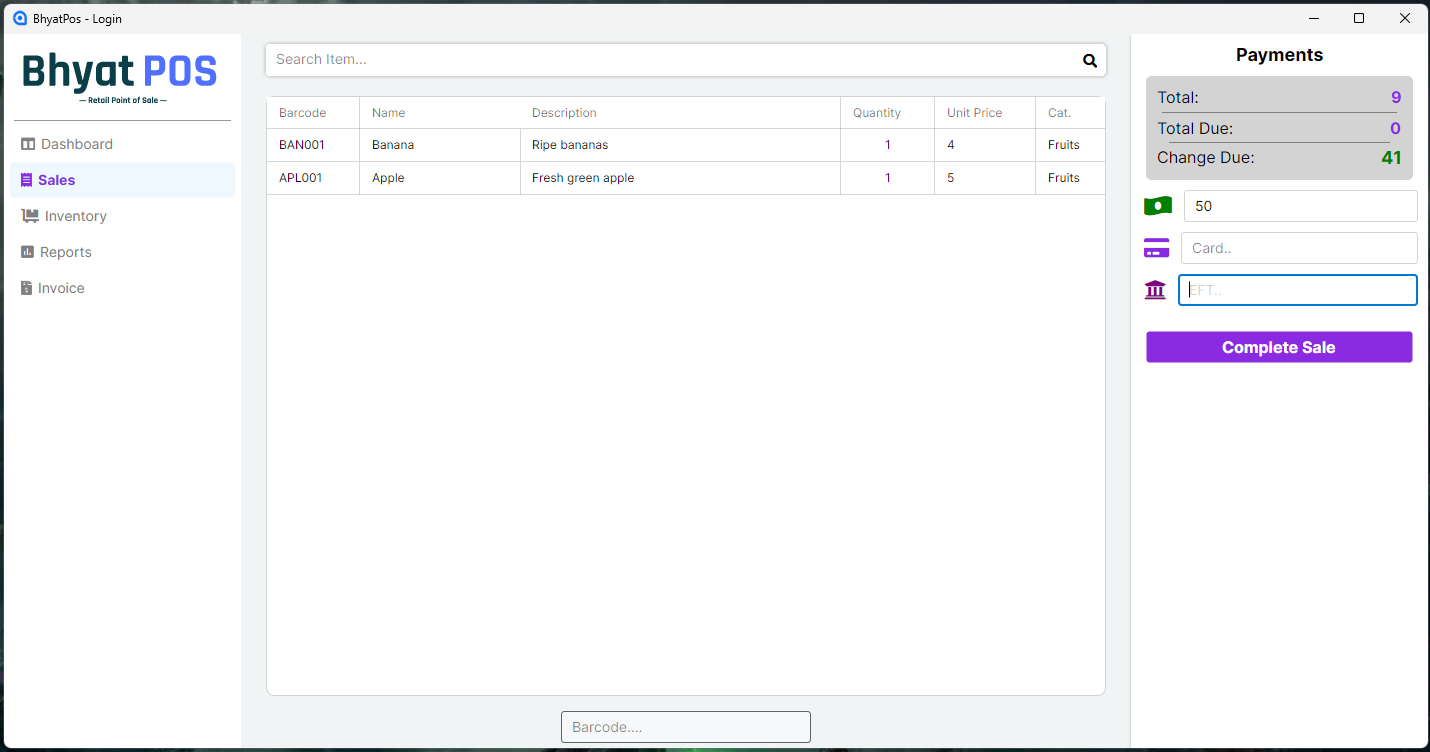 BhyatPos - Login
Bhyat POS
— Retail Point of Sale —
Dashboard
Sales
Inventory
Reports
Invoice
Search Item...
Barcode Name Description Quantity Unit Price Cat.
BAN001 Banana Ripe bananas 1 4 Fruits
APL001 Apple Fresh green apple 1 5 Fruits
Barcode....
Payments
Total: 9
Total Due: 0
Change Due: 41
50
Card..
EFT..
Complete Sale